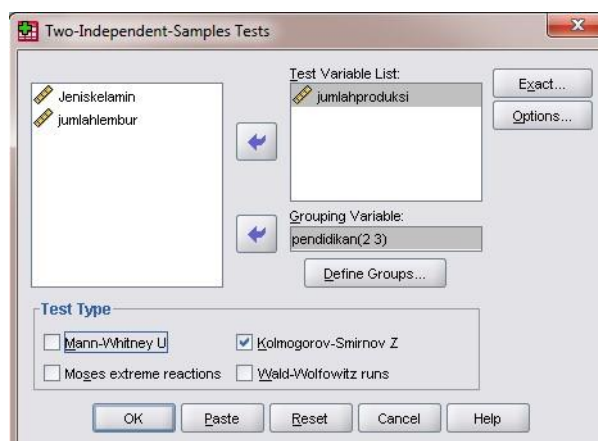 Two-Independent-Samples Tests
Jeniskelamin
jumlahlembur
Test Variable List:
jumlahproduksi
Exact...
Options...
Grouping Variable:
pendidikan(2 3)
Define Groups...
Test Type
Mann-Whitney U
Kolmogorov-Smirnov Z
Moses extreme reactions
Wald-Wolfowitz runs
OK
Paste
Reset
Cancel
Help